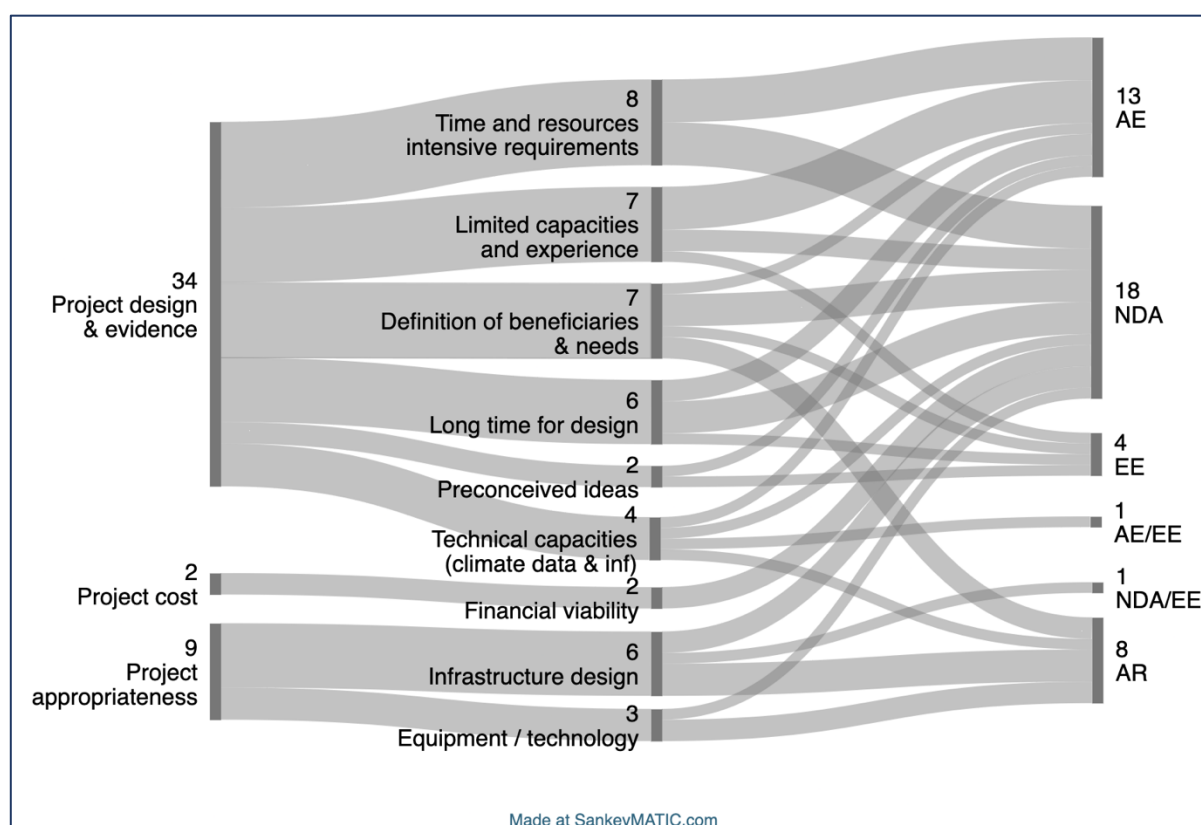 34
Project design
& evidence
2
Project cost
9
Project
appropriateness
8
Time and resources
intensive requirements
7
Limited capacities
and experience
7
Definition of beneficiaries
& needs
6
Long time for design
2
Preconceived ideas
4
Technical capacities
(climate data & inf)
2
Financial viability
6
Infrastructure design
3
Equipment / technology
13
AE
18
NDA
4
EE
1
AE/EE
1
NDA/EE
8
AR
Made at SankeyMATIC.com